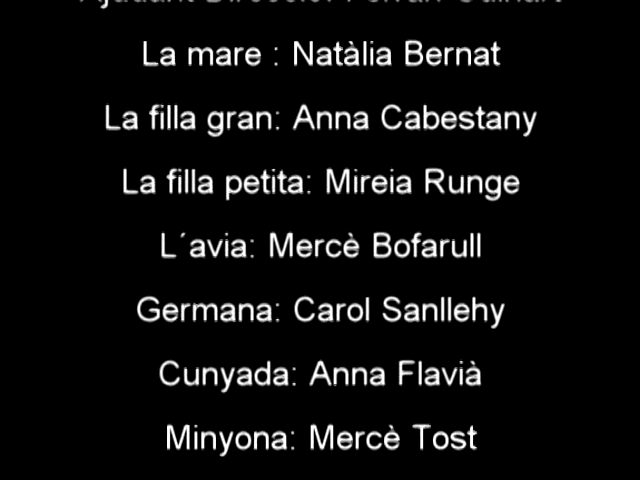 La mare : Natàlia Bernat
La filla gran: Anna Cabestany
La filla petita: Mireia Runge
L´avia: Mercè Bofarull
Germana: Carol Sanllehy
Cunyada: Anna Flavià
Minyona: Mercè Tost